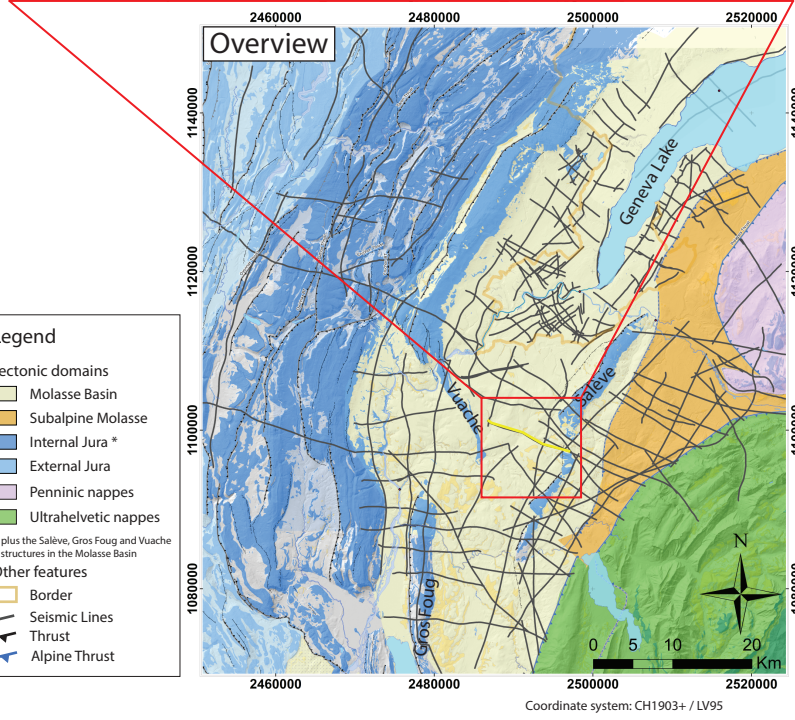 2460000 2480000 2500000 2520000
Overview
1140000
1120000
1120000
1100000
1100000
1080000
Geneva Lake
Vuache
Salève
Gros Foug
Legend
ectonic domains
Molasse Basin
Subalpine Molasse
Internal Jura *
External Jura
Penninic nappes
Ultrahelvetic nappes
plus the Salève, Gros Foug and Vuache
structures in the Molasse Basin
Other features
Border
Seismic Lines
Thrust
Alpine Thrust
N
0 5 10 20
Km
2460000 2480000 2500000 2520000
Coordinate system: CH1903+ / LV95